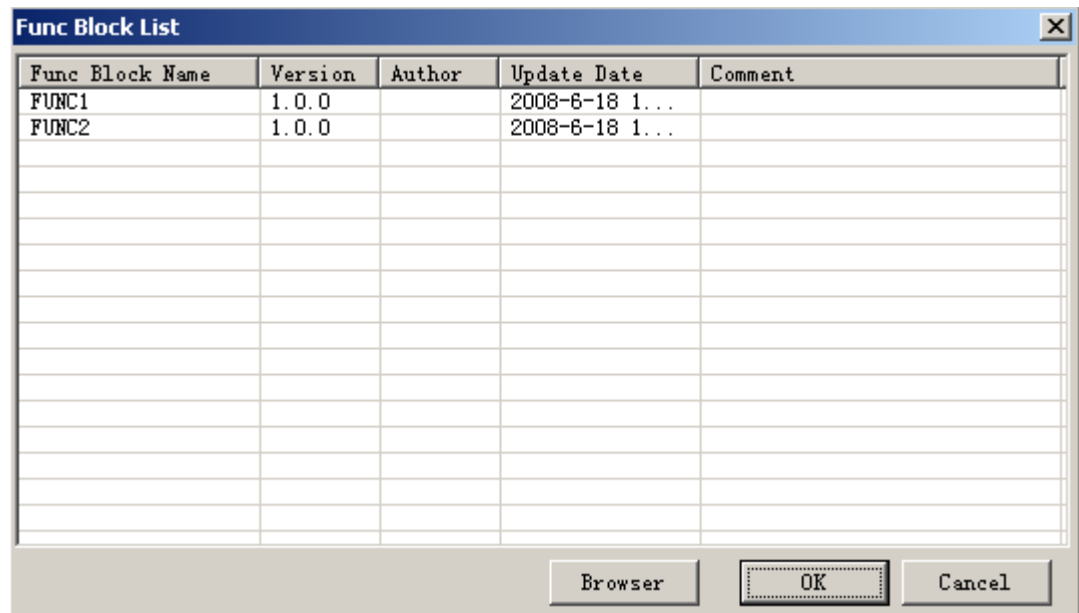 Func Block List
Func Block Name Version Author Update Date Comment
FUNC1 1.0.0 2008-6-18 1...
FUNC2 1.0.0 2008-6-18 1...
Browser OK Cancel